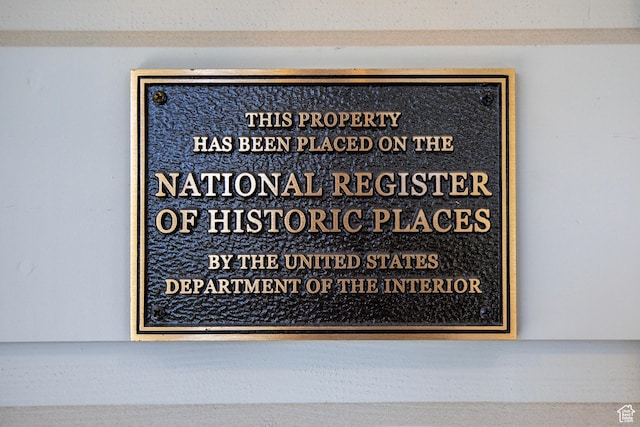 THIS PROPERTY
HAS BEEN PLACED ON THE
NATIONAL REGISTER
OF HISTORIC PLACES
BY THE UNITED STATES
DEPARTMENT OF THE INTERIOR